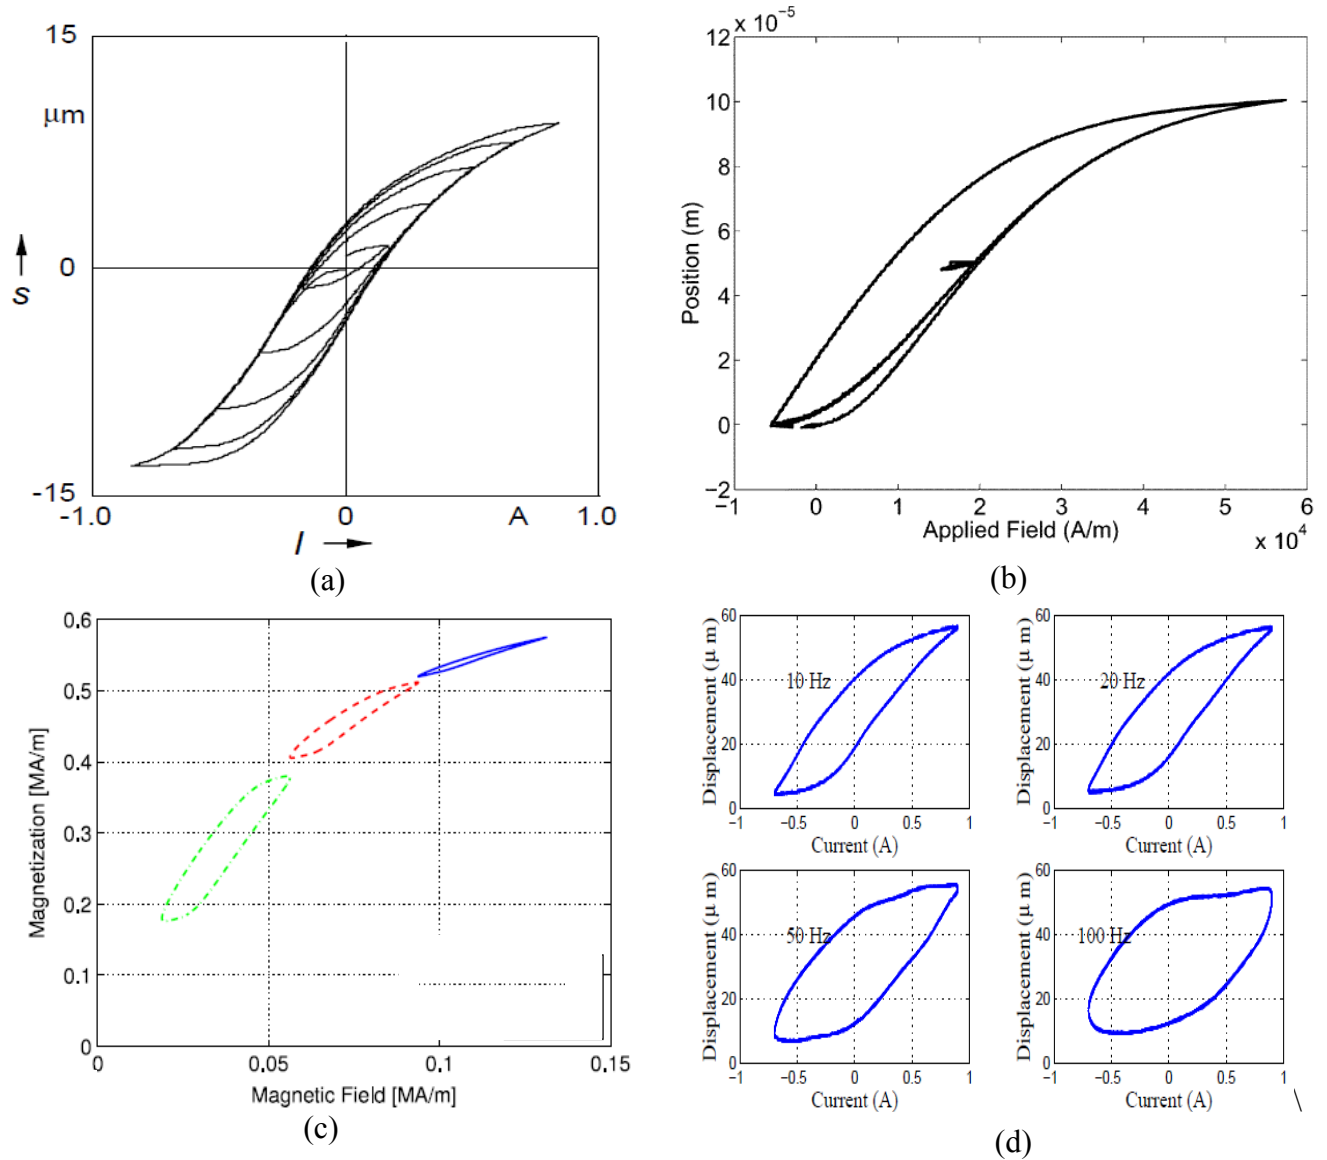 15
μm
0
s
-15
-1.0
0
A
1.0
I
(a)
x 10⁻⁵
12
10
8
6
4
2
0
−2
Position (m)
−1
0
1
2
3
4
5
6
Applied Field (A/m)
x 10⁴
(b)
0.6
0.5
0.4
0.3
0.2
0.1
0
Magnetization [MA/m]
0
0.05
0.1
0.15
Magnetic Field [MA/m]
(c)
60
40
20
0
Displacement (μ m)
10 Hz
−1
−0.5
0
0.5
1
Current (A)
60
40
20
0
Displacement (μ m)
20 Hz
−1
−0.5
0
0.5
1
Current (A)
60
40
20
0
Displacement (μ m)
50 Hz
−1
−0.5
0
0.5
1
Current (A)
60
40
20
0
Displacement (μ m)
100 Hz
−1
−0.5
0
0.5
1
Current (A)
\
(d)